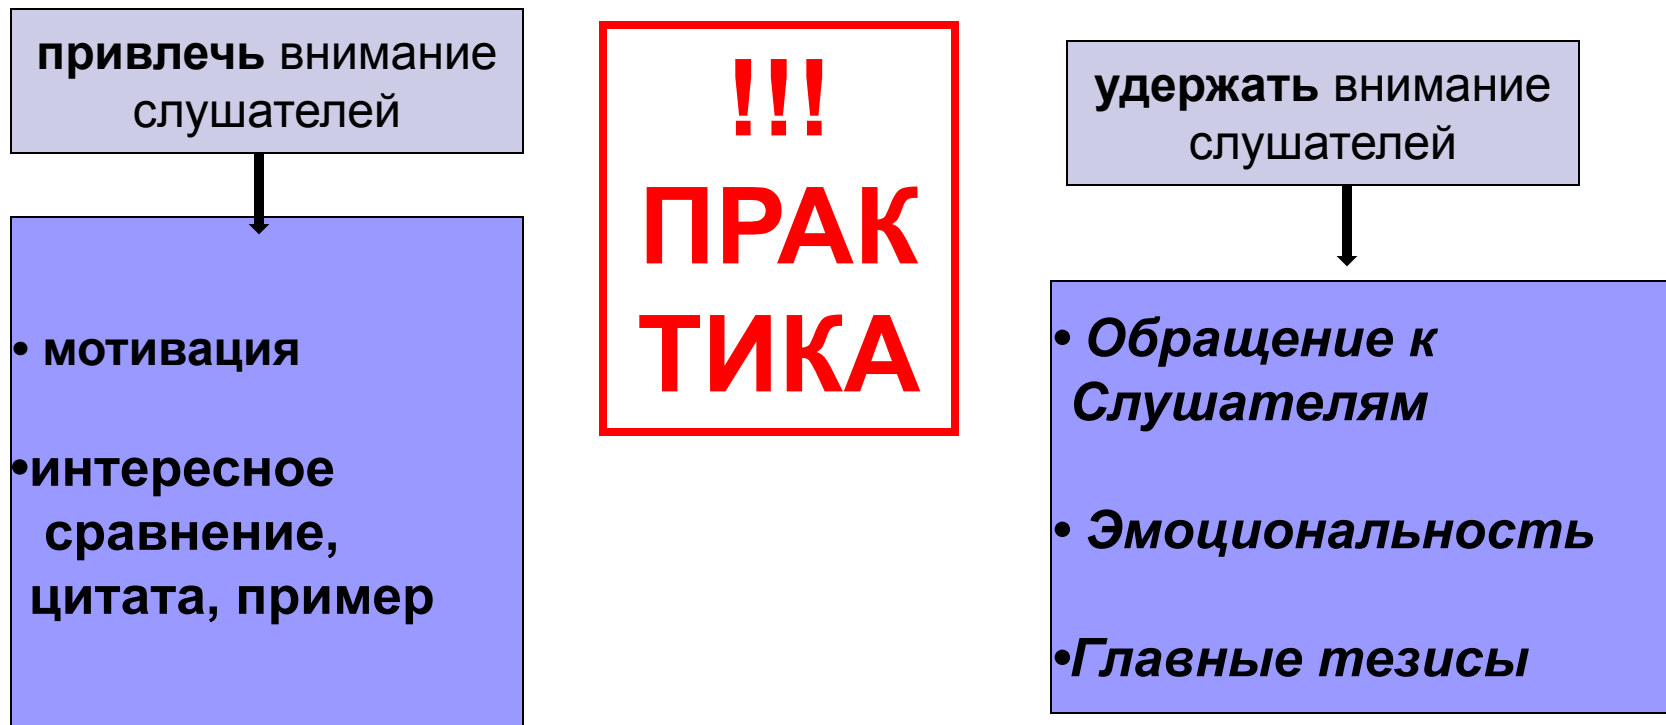 привлечь внимание
слушателей
• мотивация
•интересное
сравнение,
цитата, пример
!!!
ПРАК
ТИКА
удержать внимание
слушателей
• Обращение к
Слушателям
• Эмоциональность
•Главные тезисы